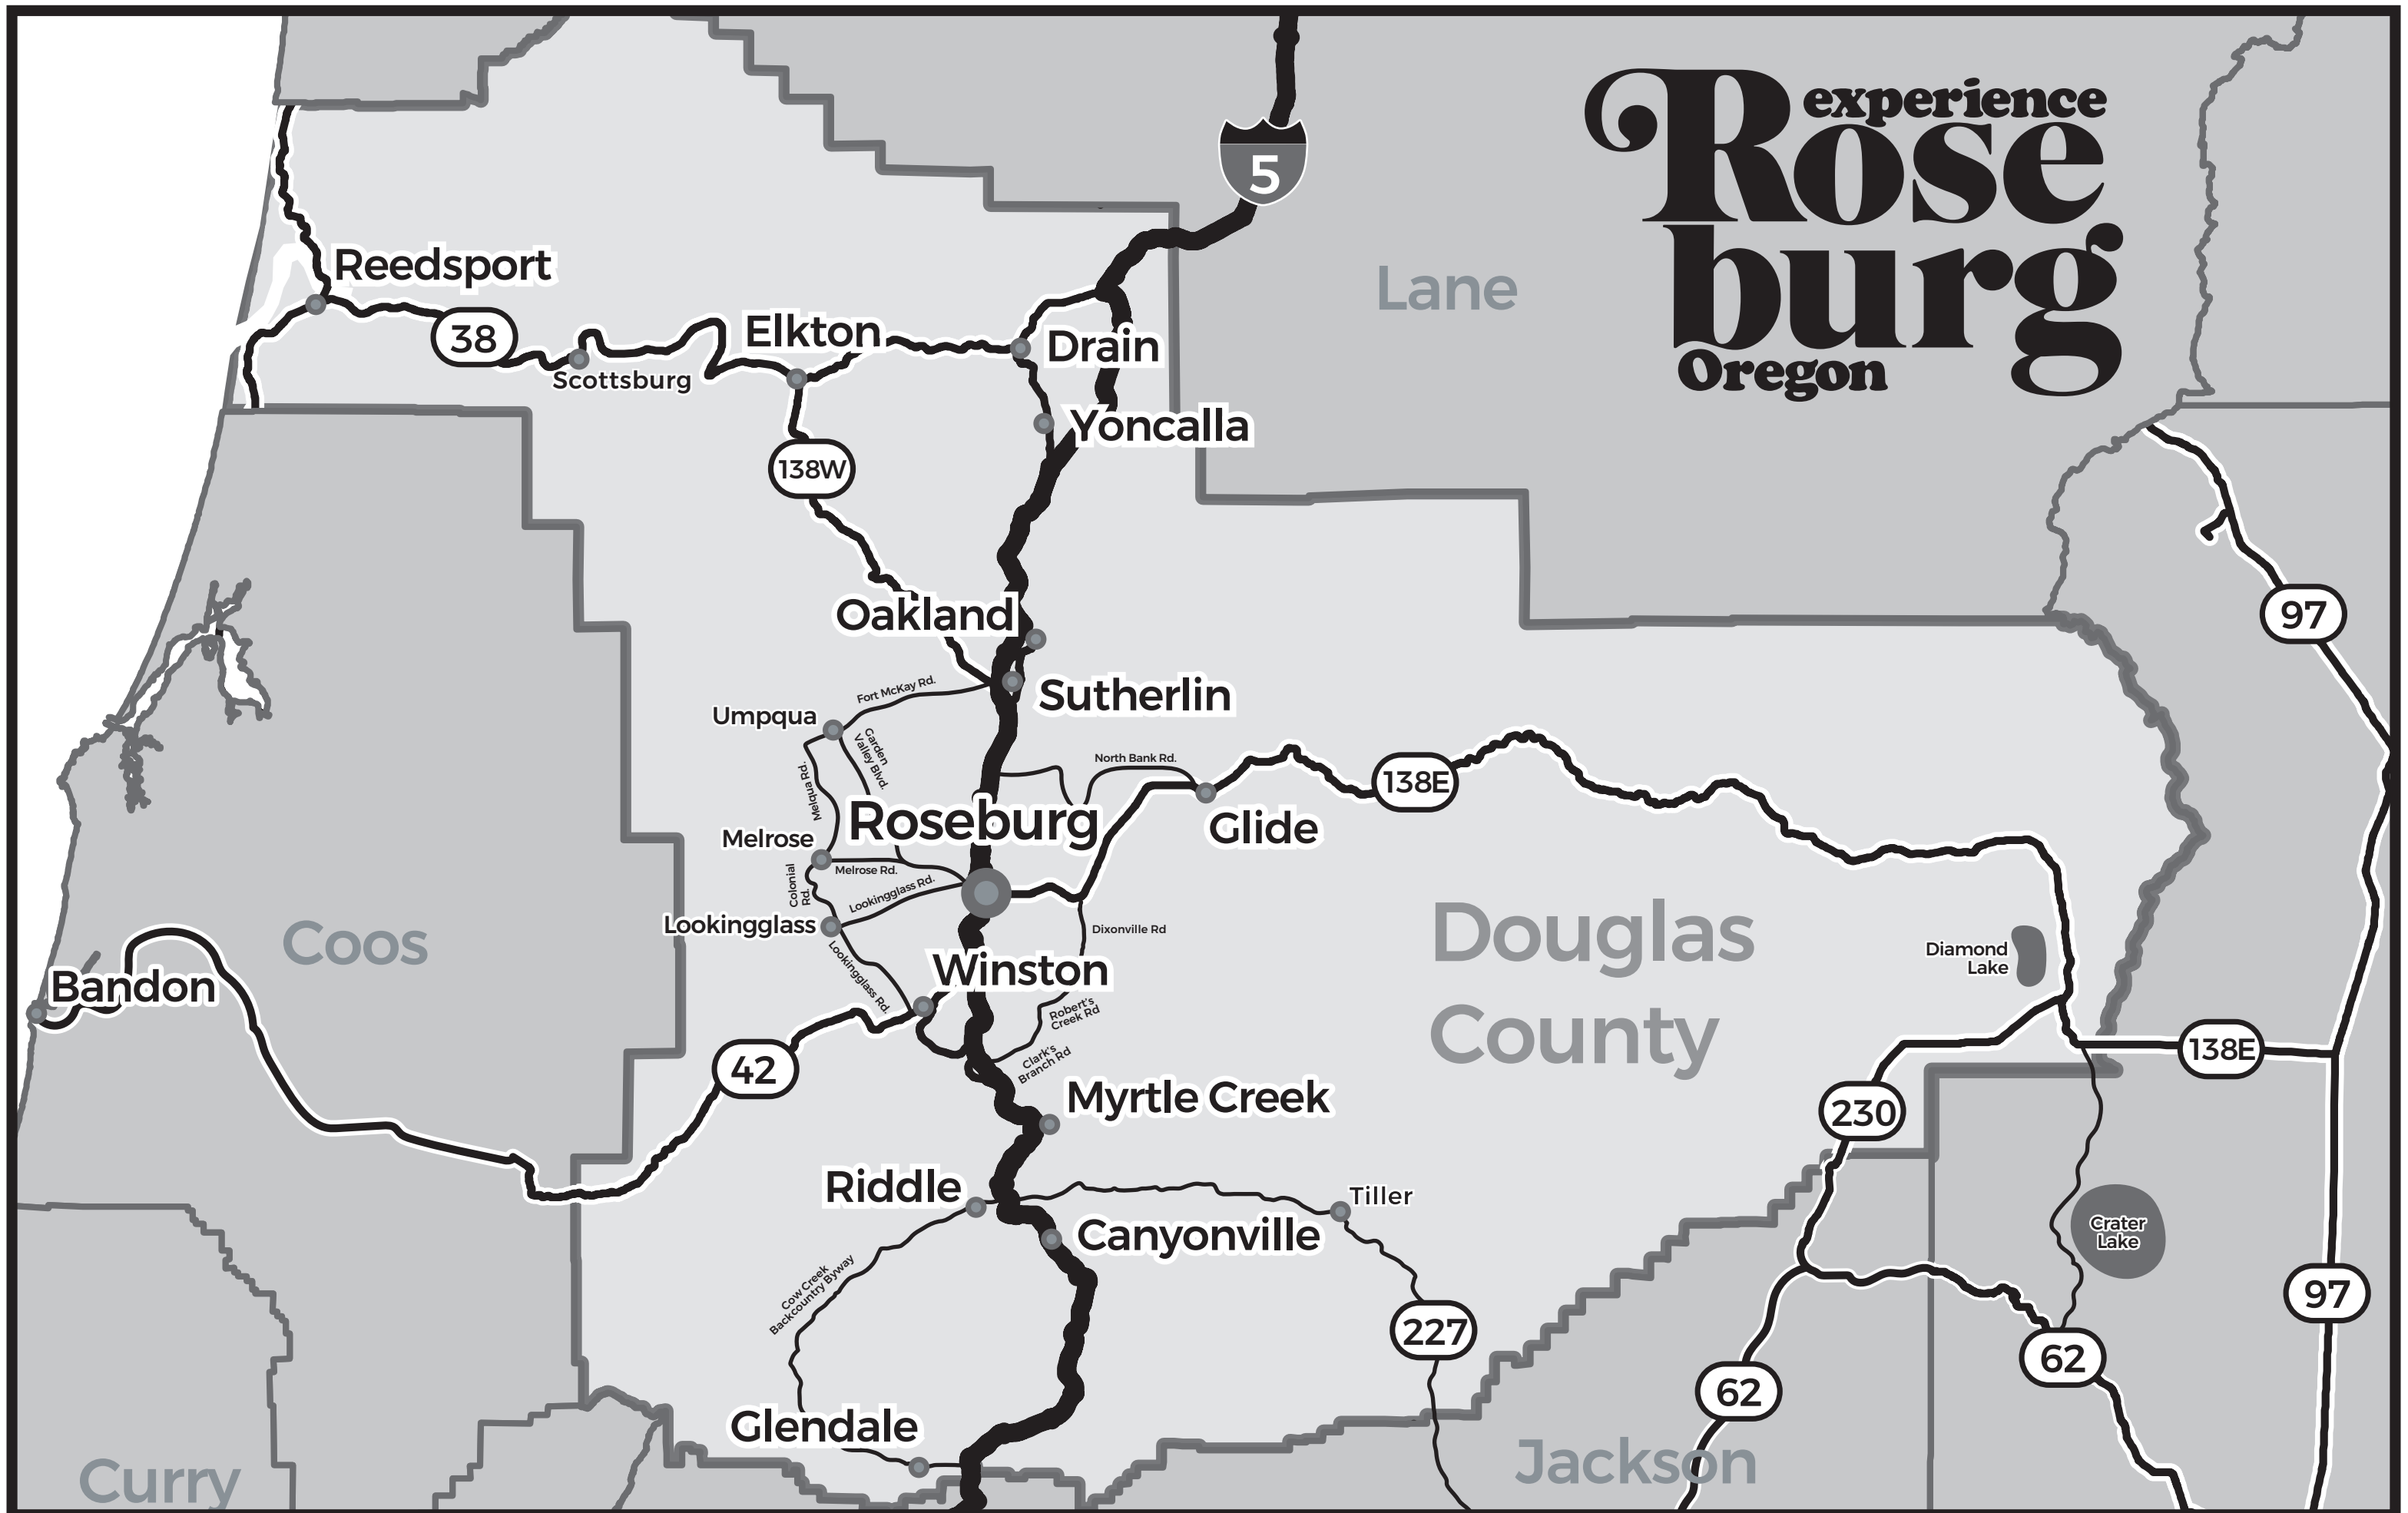 experience
Rose
burg
Oregon
5
Lane
Reedsport
38
Scottsburg
Elkton
Drain
Yoncalla
138W
97
Oakland
Sutherlin
Fort McKay Rd.
Umpqua
Garden
Valley Blvd.
Melqua Rd.
North Bank Rd.
138E
Roseburg
Glide
Melrose
Melrose Rd.
Colonial
Rd.
Lookingglass Rd.
Lookingglass
Dixonville Rd
Coos
Douglas
County
Diamond
Lake
Bandon
Winston
Lookingglass Rd.
Robert's
Creek Rd
Clark's
Branch Rd
42
138E
Myrtle Creek
230
Riddle
Tiller
Canyonville
Crater
Lake
Cow Creek
Backcountry Byway
227
97
62
62
Glendale
Curry
Jackson